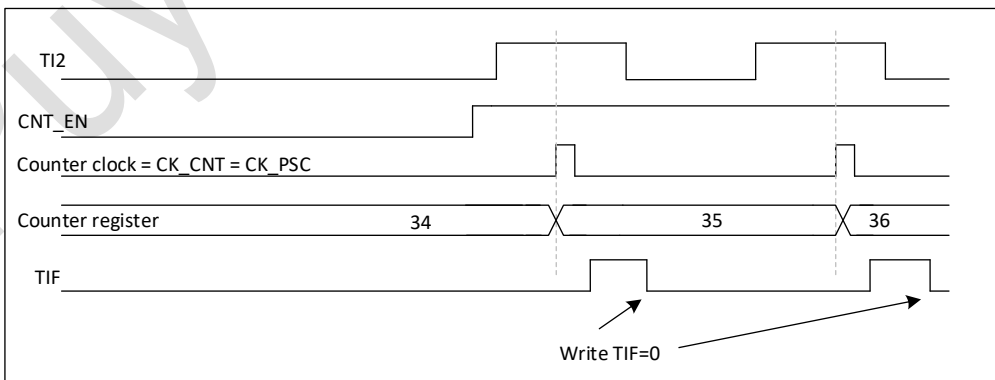 TI2
CNT_EN
Counter clock = CK_CNT = CK_PSC
Counter register 34 35 36
TIF
Write TIF=0